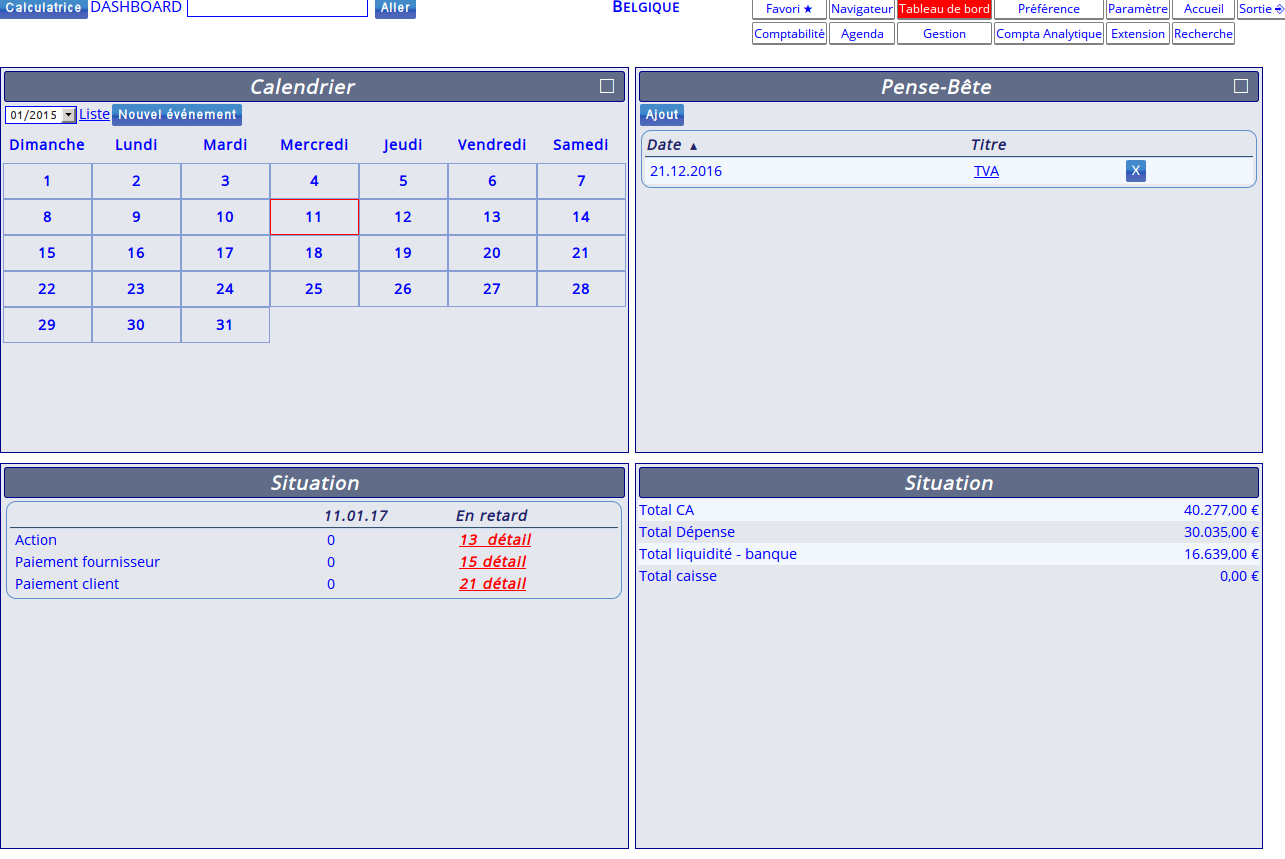 Calculatrice DASHBOARD Aller BELGIQUE Favori ★ Navigateur Tableau de bord Préférence Paramètre Accueil Sortie
Comptabilité Agenda Gestion Compta Analytique Extension Recherche
Calendrier
01/2015 Liste Nouvel événement
Dimanche Lundi Mardi Mercredi Jeudi Vendredi Samedi
1 2 3 4 5 6 7
8 9 10 11 12 13 14
15 16 17 18 19 20 21
22 23 24 25 26 27 28
29 30 31
Pense-Bête
Ajout
Date ▲ Titre
21.12.2016 TVA X
Situation
11.01.17 En retard
Action 0 13 détail
Paiement fournisseur 0 15 détail
Paiement client 0 21 détail
Situation
Total CA 40.277,00 €
Total Dépense 30.035,00 €
Total liquidité - banque 16.639,00 €
Total caisse 0,00 €